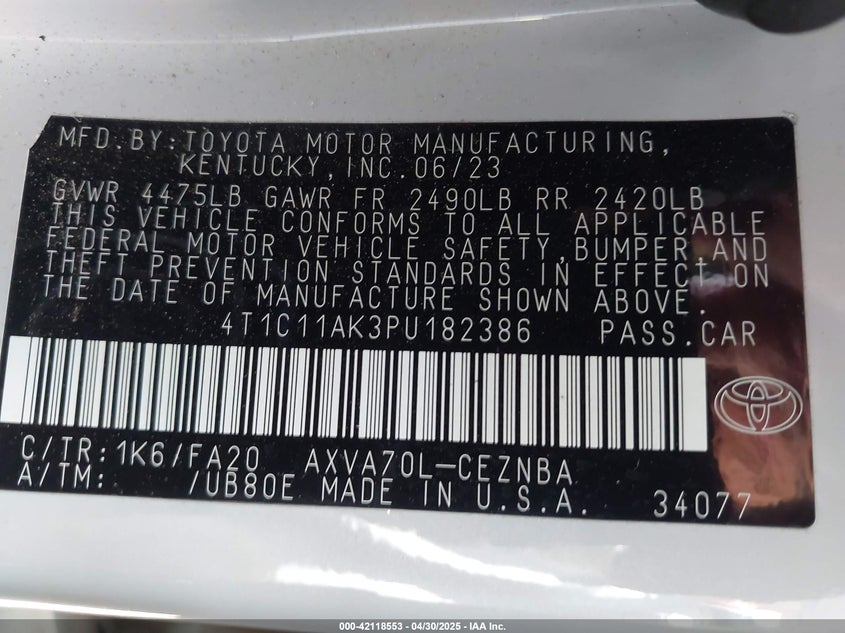 MFD.BY:TOYOTA MOTOR MANUFACTURING,
KENTUCKY,INC.06/23
GVWR 4475LB GAWR FR 2490LB RR 2420LB
THIS VEHICLE CONFORMS TO ALL APPLICABLE
FEDERAL MOTOR VEHICLE SAFETY,BUMPER,AND
THEFT PREVENTION STANDARDS IN EFFECT ON
THE DATE OF MANUFACTURE SHOWN ABOVE.
4T1C11AK3PU182386 PASS.CAR
C/TR:1K6/FA20 AXVA70L-CEZNBA
A/TM: /UB80E MADE IN U.S.A. 34077
000-42118553 - 04/30/2025 - IAA Inc.